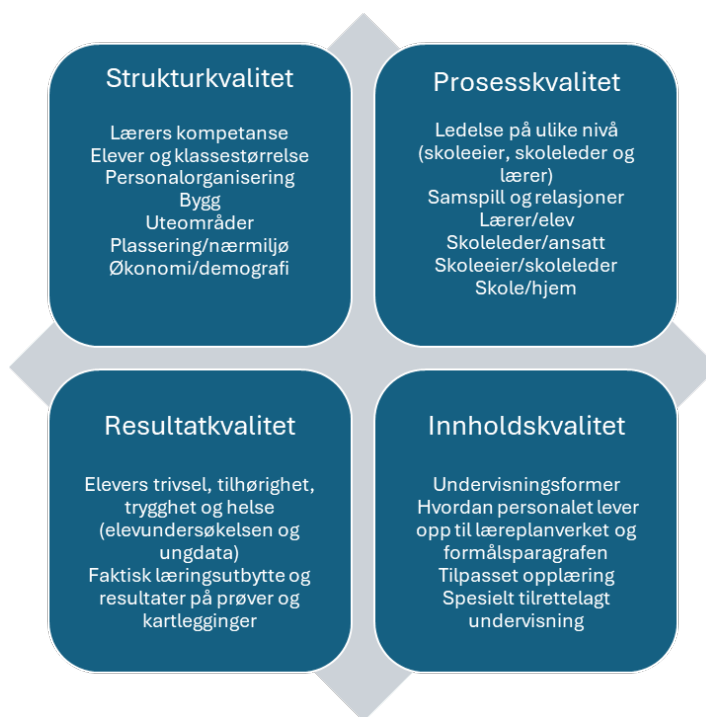 Strukturkvalitet
Lærers kompetanse
Elever og klassestørrelse
Personalorganisering
Bygg
Uteområder
Plassering/nærmiljø
Økonomi/demografi
Prosesskvalitet
Ledelse på ulike nivå
(skoleeier, skoleleder og
lærer)
Samspill og relasjoner
Lærer/elev
Skoleleder/ansatt
Skoleeier/skoleleder
Skole/hjem
Resultatkvalitet
Elevers trivsel, tilhørighet,
trygghet og helse
(elevundersøkelsen og
ungdata)
Faktisk læringsutbytte og
resultater på prøver og
kartlegginger
Innholdskvalitet
Undervisningsformer
Hvordan personalet lever
opp til læreplanverket og
formålsparagrafen
Tilpasset opplæring
Spesielt tilrettelagt
undervisning